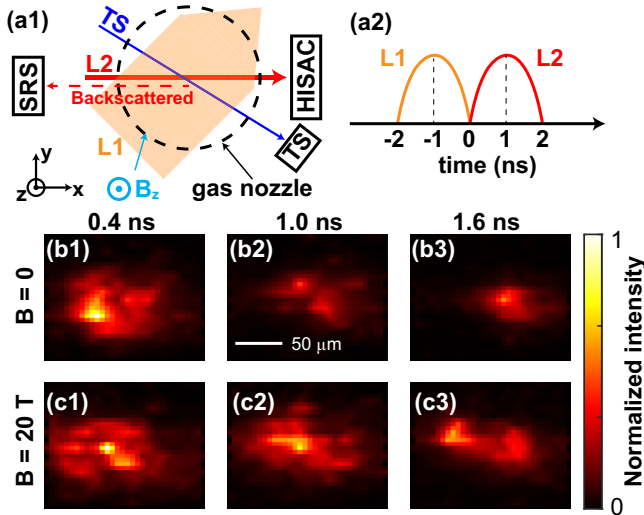 (a1)
TS
SRS
L2
Backscattered
HISAC
L1
TS
y
z
x
B_z
gas nozzle
(a2)
L1
L2
-2 -1 0 1 2
time (ns)
0.4 ns 1.0 ns 1.6 ns
B = 0
(b1) (b2) (b3)
50 μm
B = 20 T
(c1) (c2) (c3)
1
Normalized intensity
0